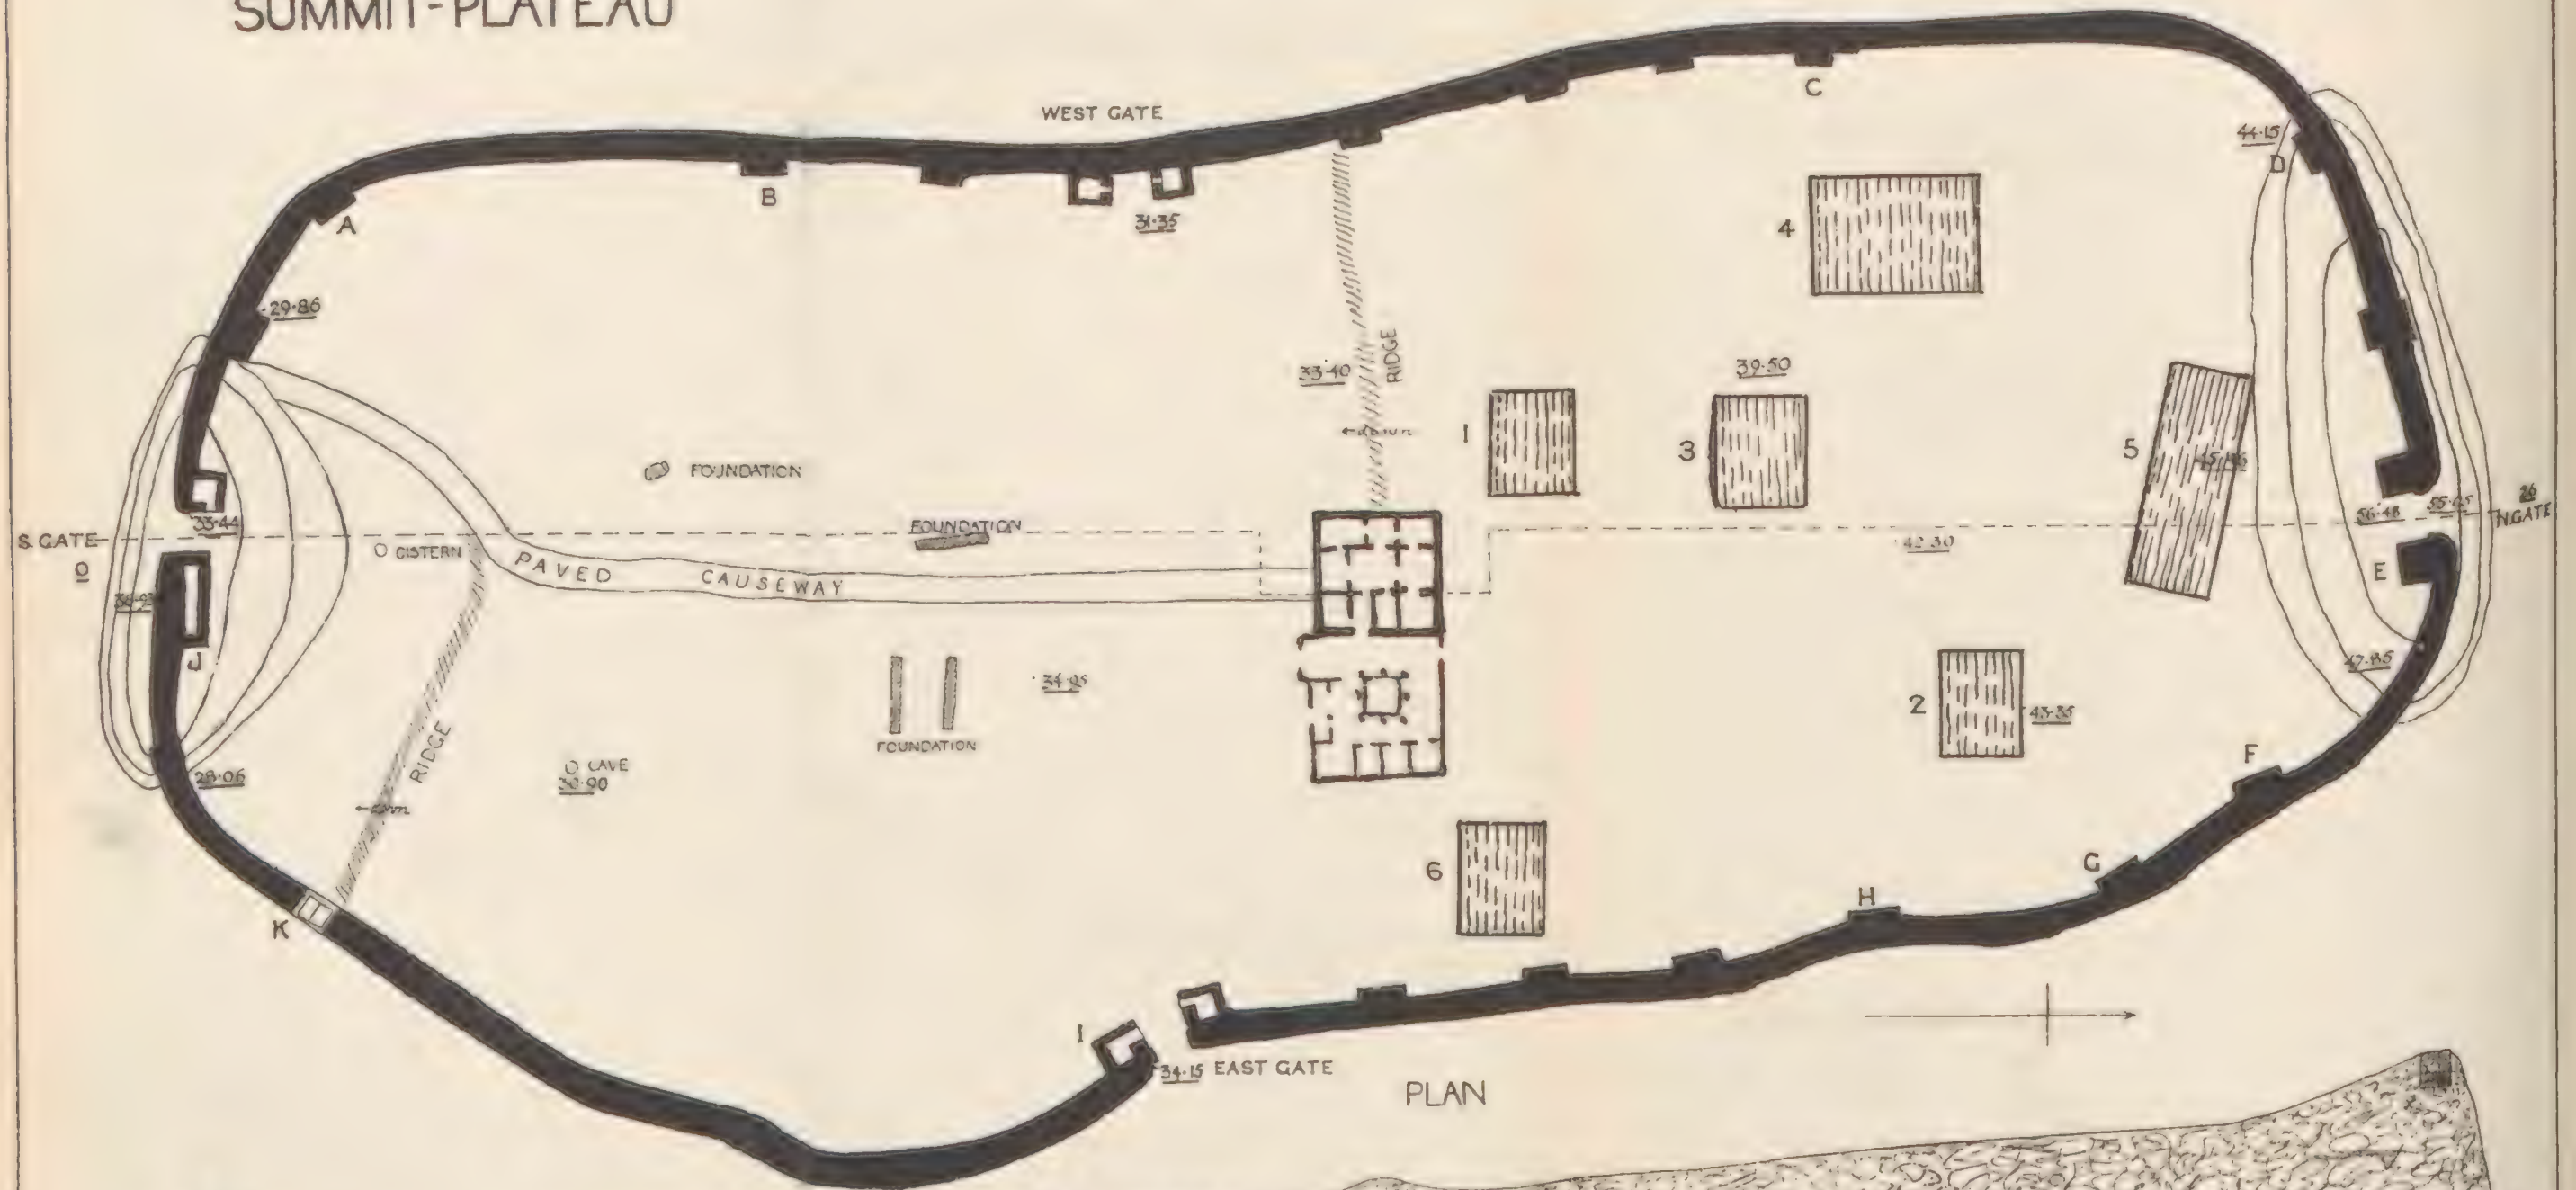 SUMMIT-PLATEAU
WEST GATE
C
44·15
D
A
B
31·35
4
29·86
RIDGE
33·40
39·50
1
3
5
FOUNDATION
33·44
S. GATE
0
CISTERN
FOUNDATION
PAVED CAUSEWAY
42·30
56·48
26
N. GATE
E
J
47·85
34·95
2
43·35
FOUNDATION
RIDGE
CAVE
28·06
F
6
G
H
K
I
34·15
EAST GATE
PLAN